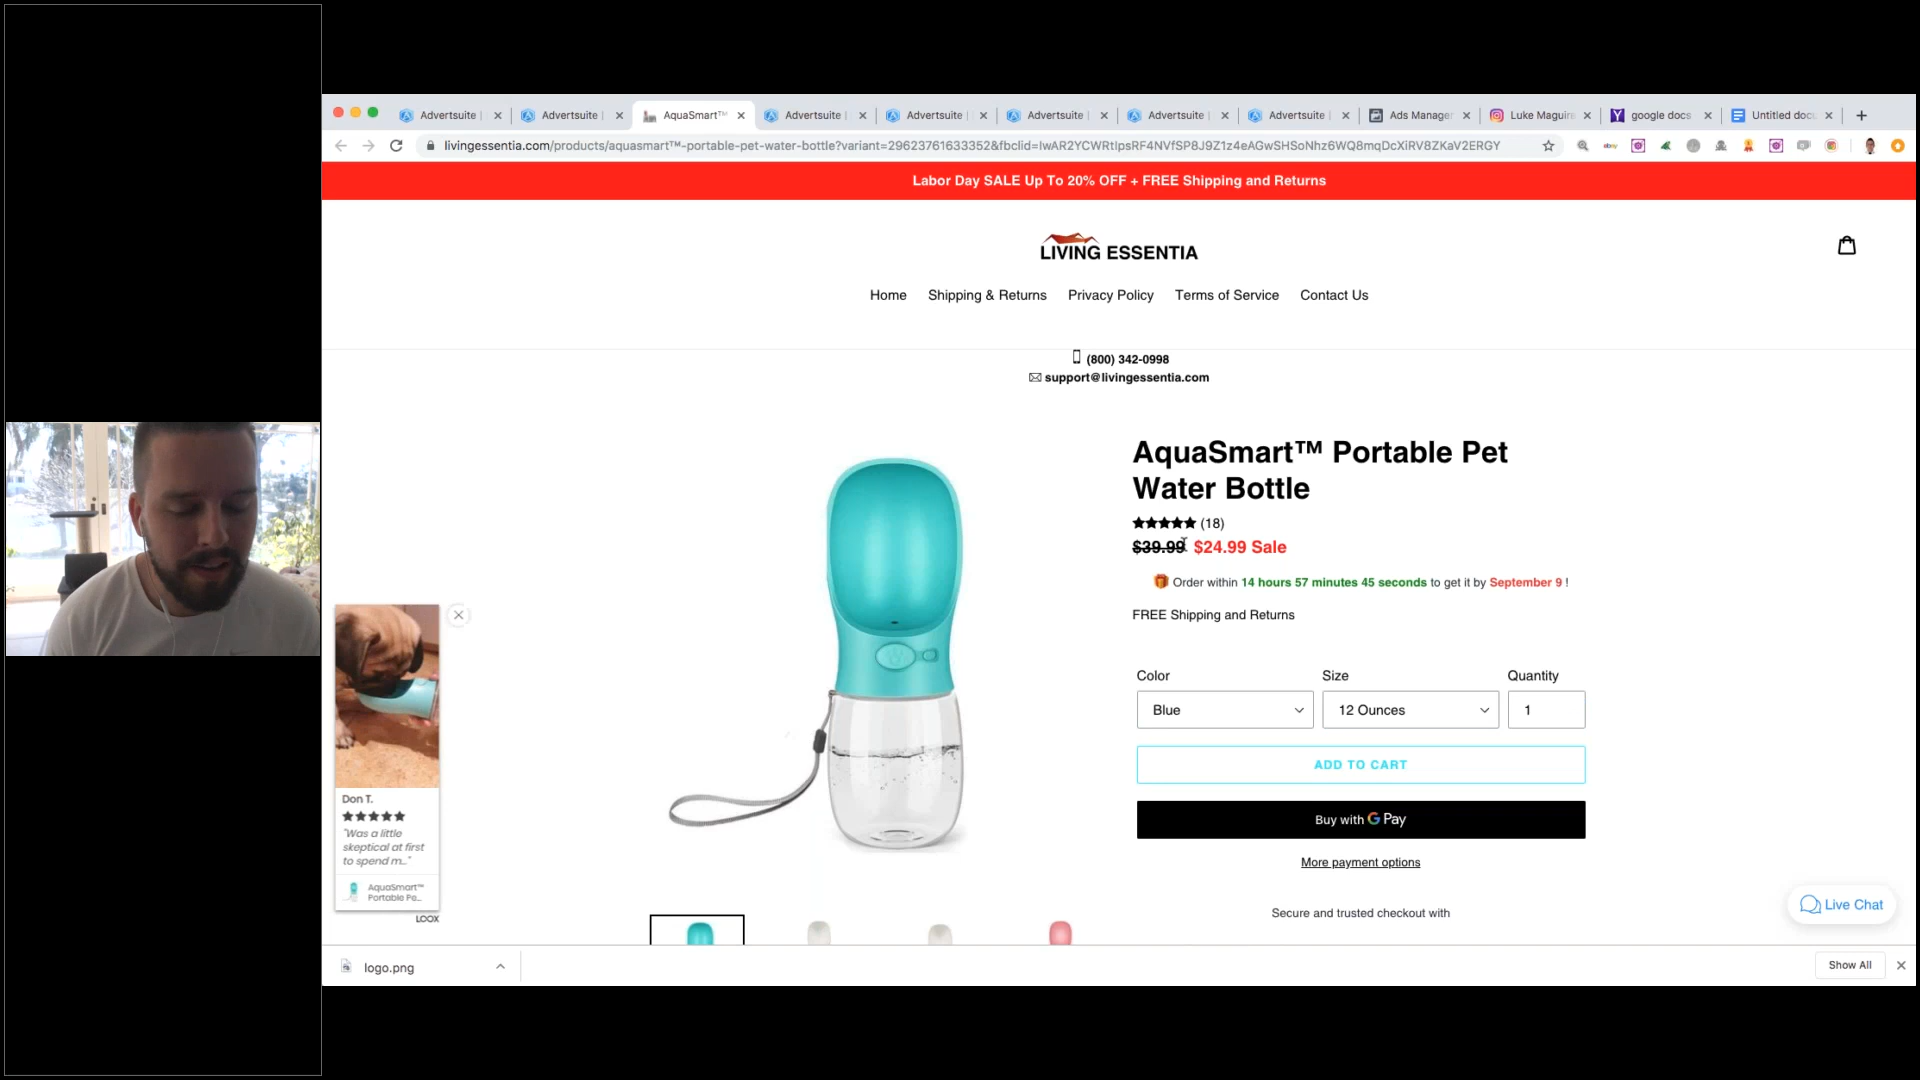 Advertsuite |
Advertsuite |
AquaSmart™
Advertsuite |
Advertsuite |
Advertsuite |
Advertsuite |
Advertsuite |
Ads Manager
Luke Maguire
google docs
Untitled docu
livingessentia.com/products/aquasmart™-portable-pet-water-bottle?variant=29623761633352&fbclid=IwAR2YCWRtIpsRF4NVfSP8J9Z1z4eAGwSHSoNhz6WQ8mqDcXiRV8ZKaV2ERGY
Labor Day SALE Up To 20% OFF + FREE Shipping and Returns
LIVING ESSENTIA
Home Shipping & Returns Privacy Policy Terms of Service Contact Us
(800) 342-0998
support@livingessentia.com
AquaSmart™ Portable Pet
Water Bottle
(18)
$39.99 $24.99 Sale
Order within 14 hours 57 minutes 45 seconds to get it by September 9 !
FREE Shipping and Returns
Color Size Quantity
Blue 12 Ounces 1
ADD TO CART
Buy with G Pay
More payment options
Secure and trusted checkout with
Don T.
"Was a little
skeptical at first
to spend m..."
AquaSmart™
Portable Pe...
LOOX
Live Chat
logo.png
Show All